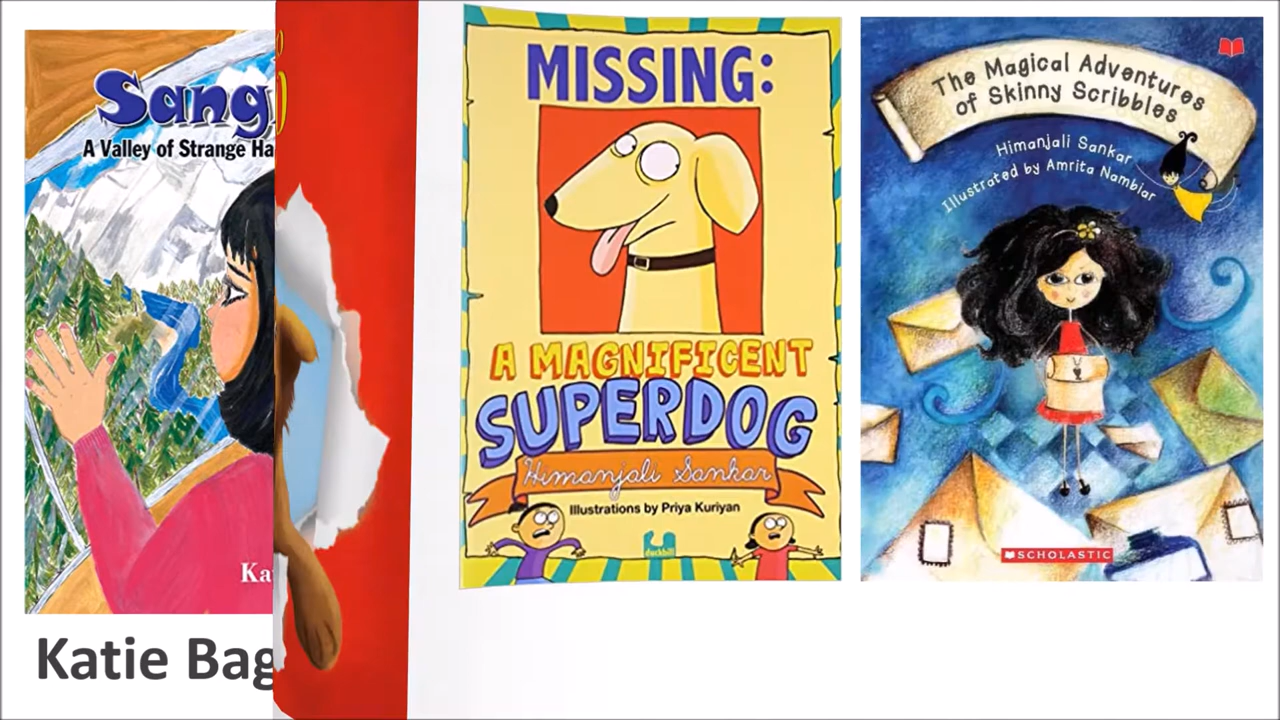 Sang
A Valley of Strange Ha
Katie Bag
MISSING:
A MAGNIFICENT
SUPERDOG
Himanjali Sankar
Illustrations by Priya Kuriyan
duckbill
The Magical Adventures
of Skinny Scribbles
Himanjali Sankar
Illustrated by Amrita Nambiar
SCHOLASTIC